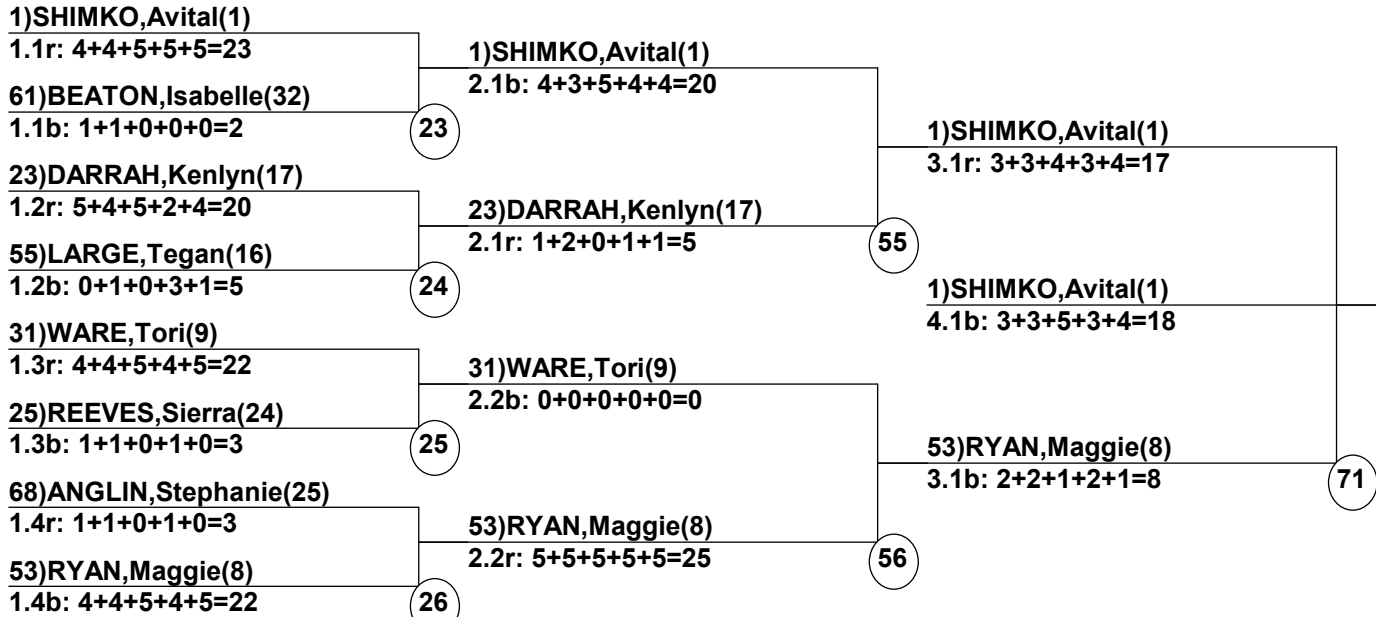 1)SHIMKO,Avital(1)
1.1r: 4+4+5+5+5=23
61)BEATON,Isabelle(32)
1.1b: 1+1+0+0+0=2
23
23)DARRAH,Kenlyn(17)
1.2r: 5+4+5+2+4=20
55)LARGE,Tegan(16)
1.2b: 0+1+0+3+1=5
24
31)WARE,Tori(9)
1.3r: 4+4+5+4+5=22
25)REEVES,Sierra(24)
1.3b: 1+1+0+1+0=3
25
68)ANGLIN,Stephanie(25)
1.4r: 1+1+0+1+0=3
53)RYAN,Maggie(8)
1.4b: 4+4+5+4+5=22
26
1)SHIMKO,Avital(1)
2.1b: 4+3+5+4+4=20
23)DARRAH,Kenlyn(17)
2.1r: 1+2+0+1+1=5
55
31)WARE,Tori(9)
2.2b: 0+0+0+0+0=0
53)RYAN,Maggie(8)
2.2r: 5+5+5+5+5=25
56
1)SHIMKO,Avital(1)
3.1r: 3+3+4+3+4=17
1)SHIMKO,Avital(1)
4.1b: 3+3+5+3+4=18
53)RYAN,Maggie(8)
3.1b: 2+2+1+2+1=8
71